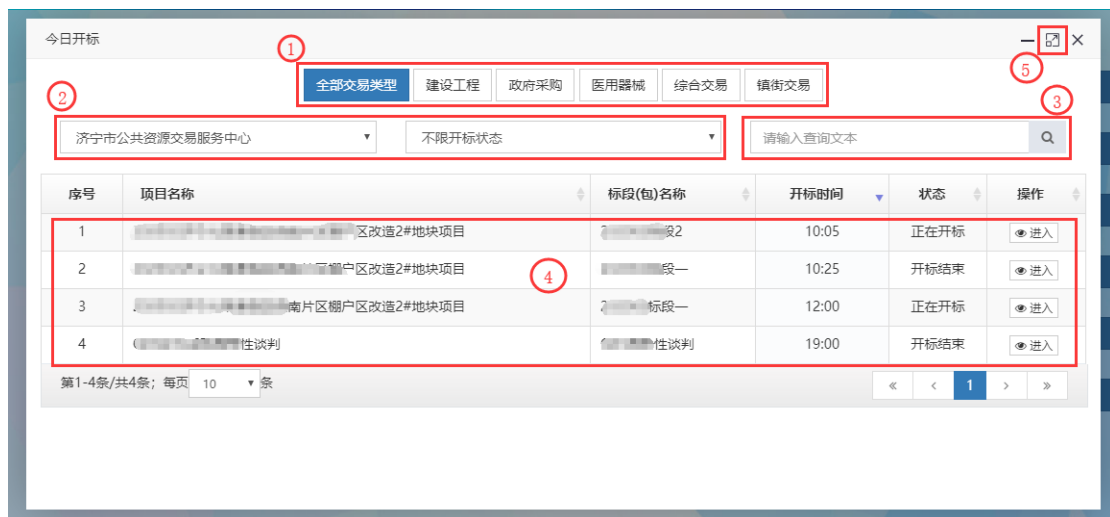 今日开标
1
5
全部交易类型 建设工程 政府采购 医用器械 综合交易 镇街交易
2
3
济宁市公共资源交易服务中心 不限开标状态 请输入查询文本
序号 项目名称 标段(包)名称 开标时间 状态 操作
1 区改造2#地块项目 段2 10:05 正在开标 进入
2 户区改造2#地块项目 段一 10:25 开标结束 进入
4
3 南片区棚户区改造2#地块项目 标段一 12:00 正在开标 进入
4 性谈判 性谈判 19:00 开标结束 进入
第1-4条/共4条；每页 10 条 « ‹ 1 › »